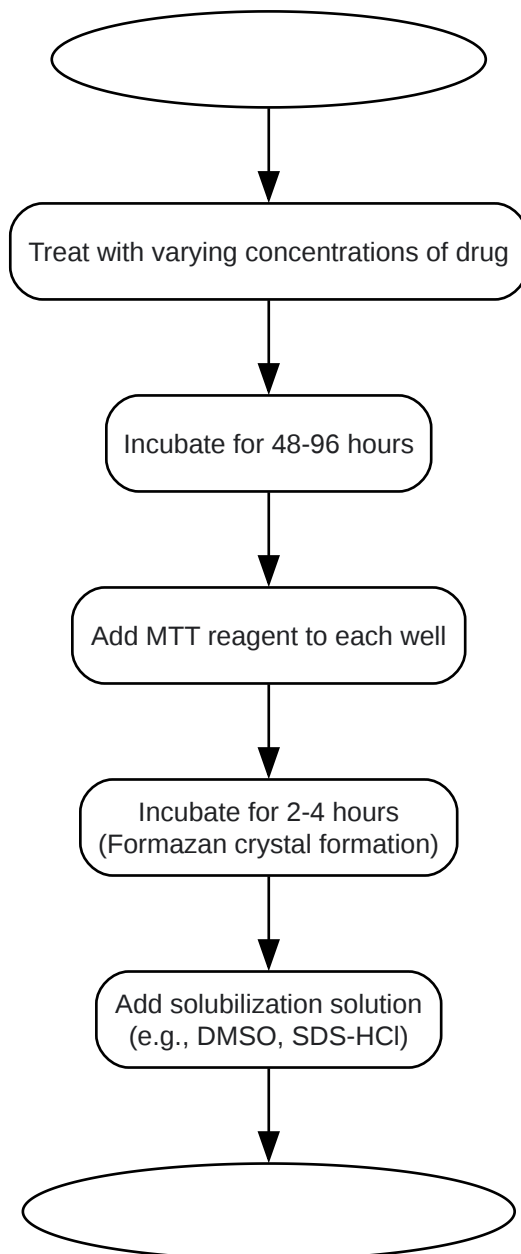 Treat with varying concentrations of drug
Incubate for 48-96 hours
Add MTT reagent to each well
Incubate for 2-4 hours
(Formazan crystal formation)
Add solubilization solution
(e.g., DMSO, SDS-HCl)